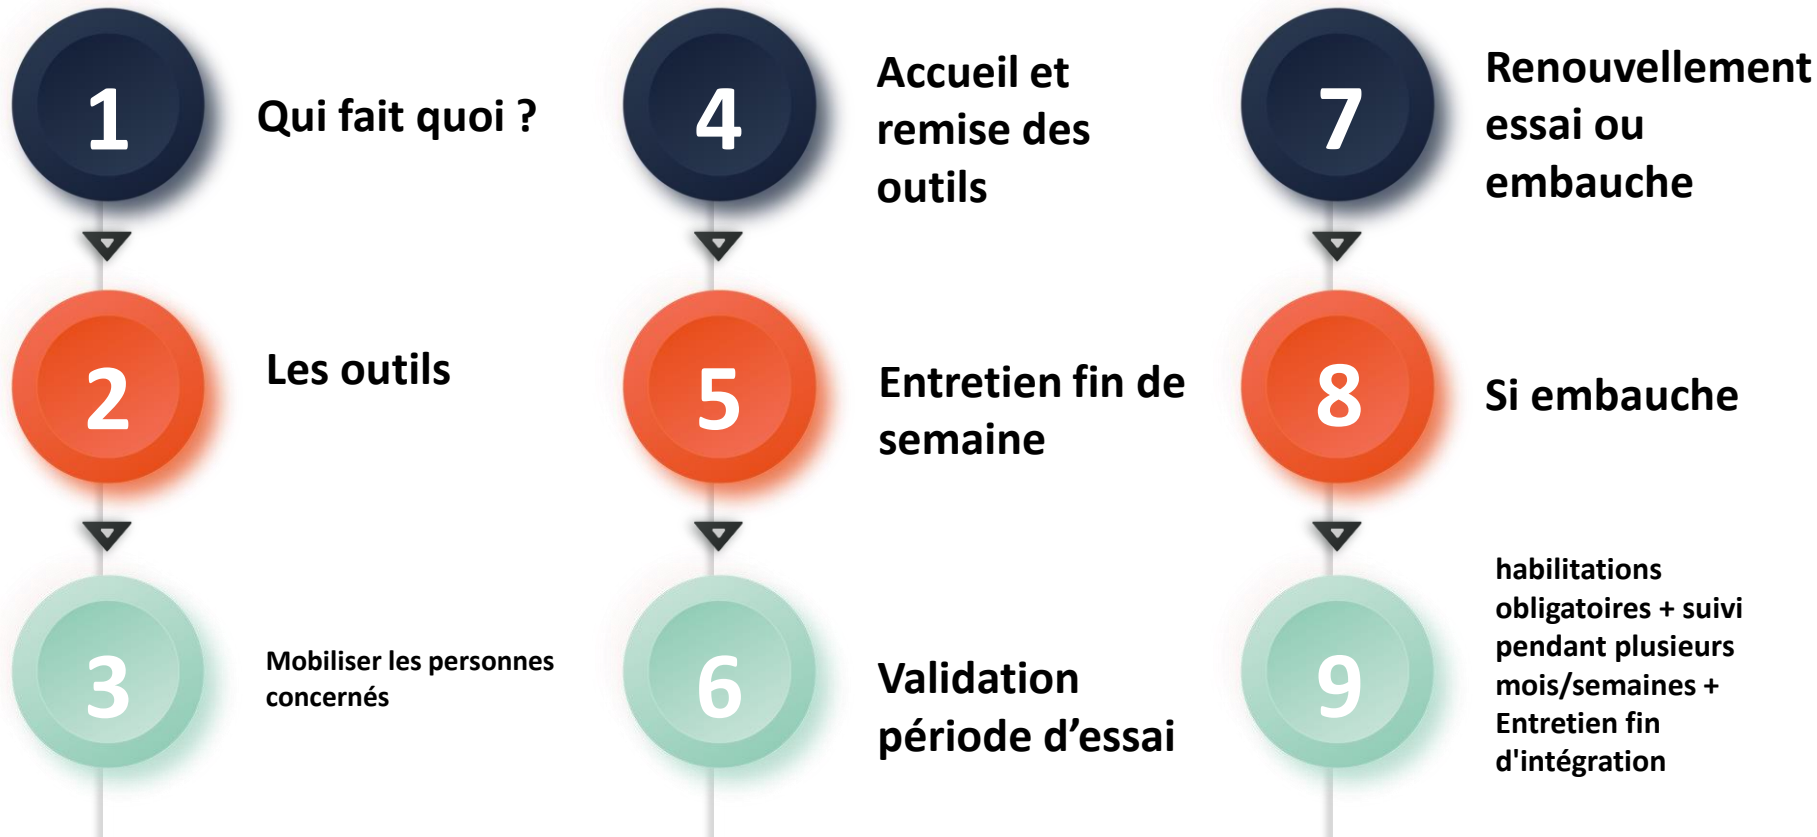 1
Qui fait quoi ?
2
Les outils
3
Mobiliser les personnes
concernés
4
Accueil et
remise des
outils
5
Entretien fin de
semaine
6
Validation
période d’essai
7
Renouvellement
essai ou
embauche
8
Si embauche
9
habilitations
obligatoires + suivi
pendant plusieurs
mois/semaines +
Entretien fin
d'intégration